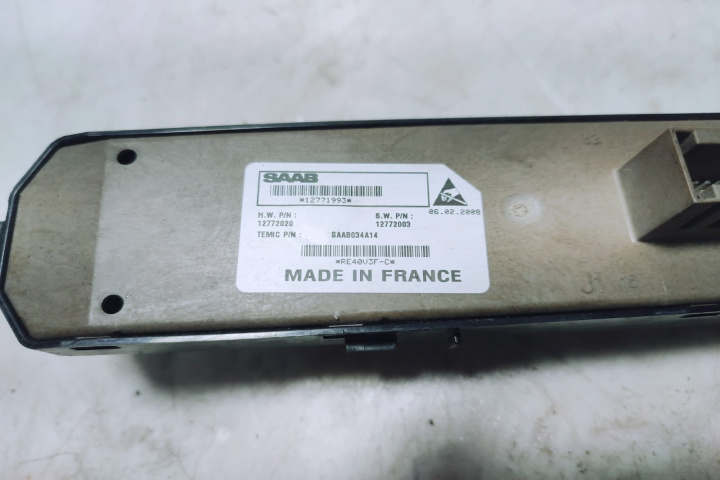 SAAB
*12771993*
06.02.2008
H.W. P/N : S.W. P/N :
12772020 12772003
TEMIC P/N : SAAB034A14
*RE40V3F-C*
MADE IN FRANCE